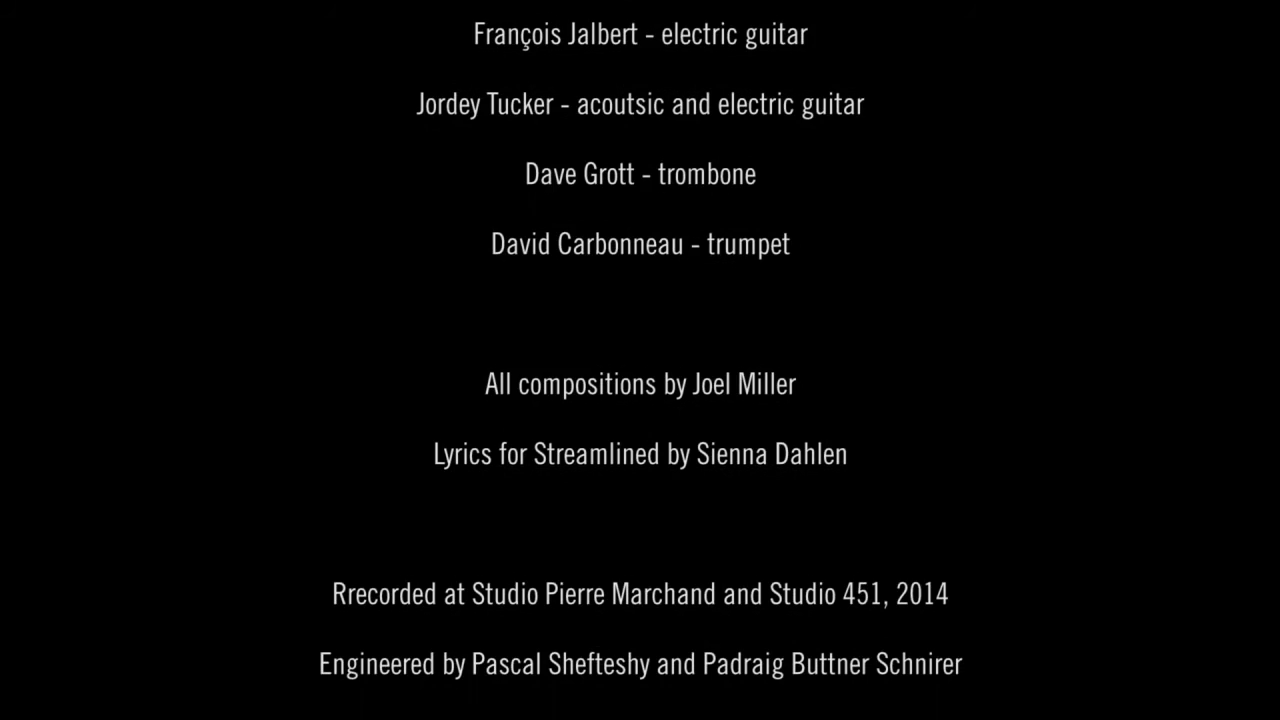 François Jalbert - electric guitar
Jordey Tucker - acoutsic and electric guitar
Dave Grott - trombone
David Carbonneau - trumpet
All compositions by Joel Miller
Lyrics for Streamlined by Sienna Dahlen
Rrecorded at Studio Pierre Marchand and Studio 451, 2014
Engineered by Pascal Shefteshy and Padraig Buttner Schnirer